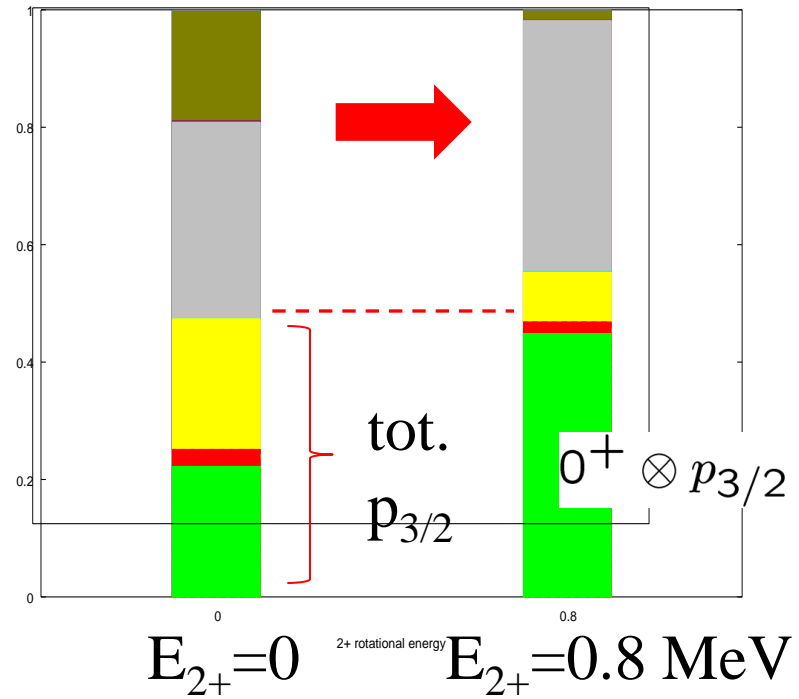 1
0.8
0.6
0.4
0.2
0
tot.
p3/2
0+ ⊗ p3/2
0
0.8
2+ rotational energy
E2+=0
E2+=0.8 MeV